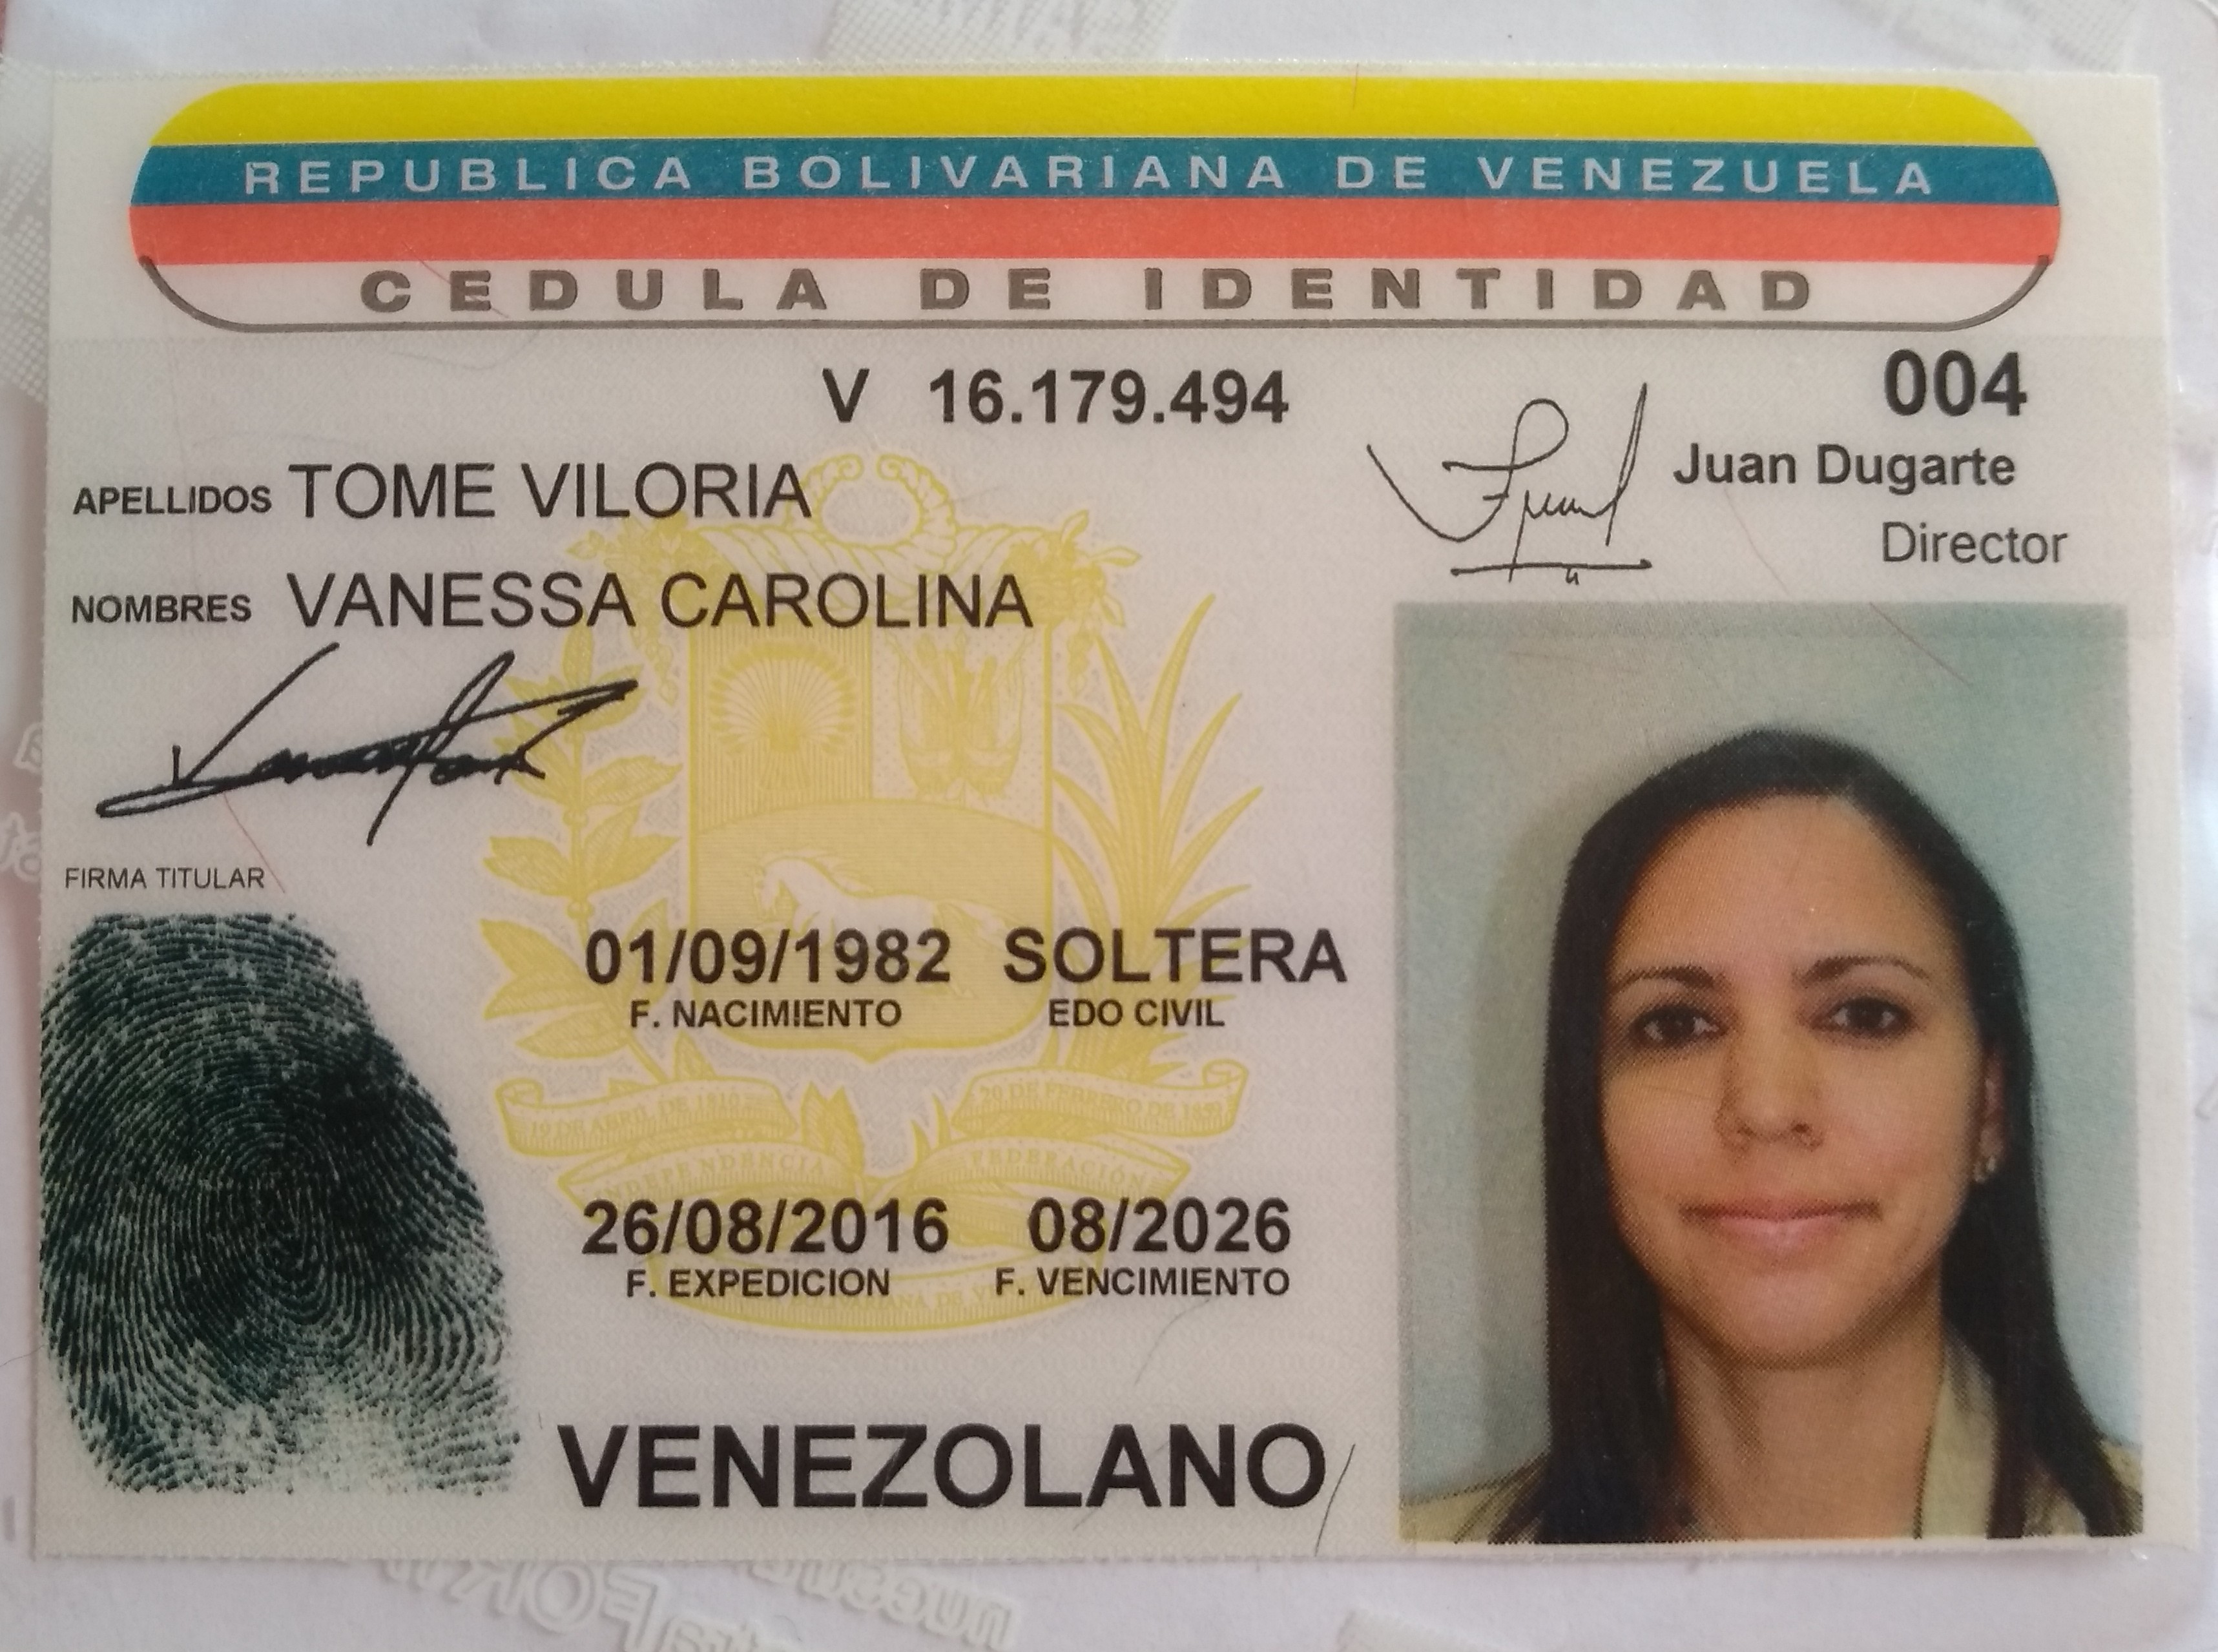 REPUBLICA BOLIVARIANA DE VENEZUELA
CEDULA DE IDENTIDAD
V 16.179.494
004
Juan Dugarte
Director
APELLIDOS TOME VILORIA
NOMBRES VANESSA CAROLINA
FIRMA TITULAR
01/09/1982 SOLTERA
F. NACIMIENTO EDO CIVIL
19 DE ABRIL DE 1810 20 DE FEBRERO DE 1859
INDEPENDENCIA FEDERACIÓN
26/08/2016 08/2026
F. EXPEDICION F. VENCIMIENTO
VENEZOLANO